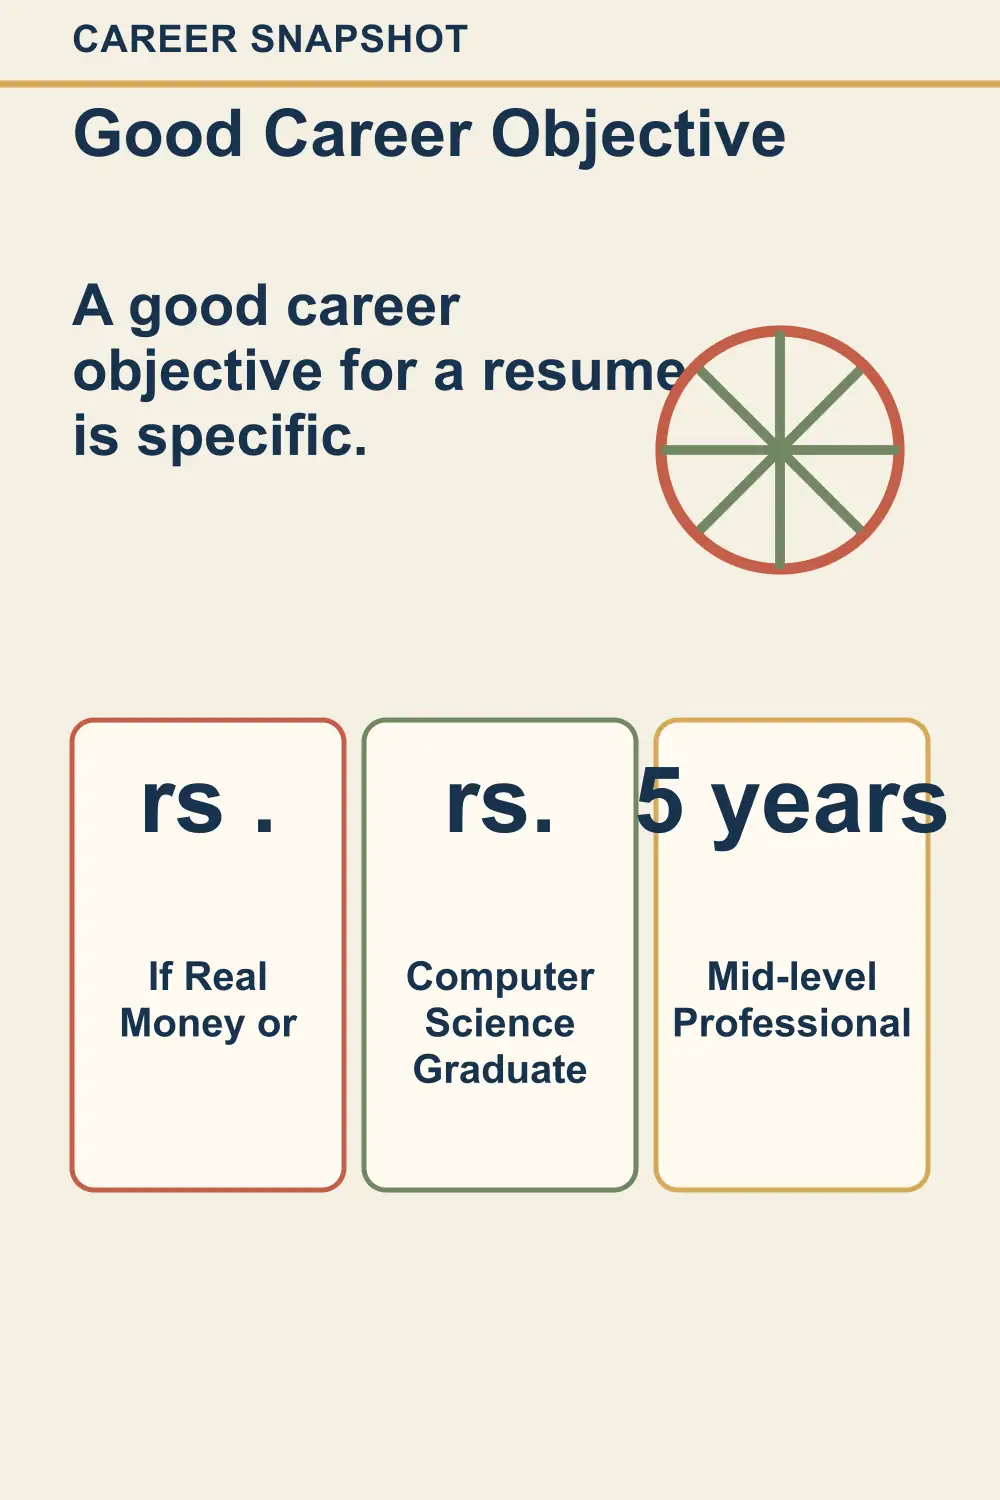 CAREER SNAPSHOT
Good Career Objective
A good career
objective for a resume
is specific.
rs .
If Real
Money or
rs.
Computer
Science
Graduate
5 years
Mid-level
Professional